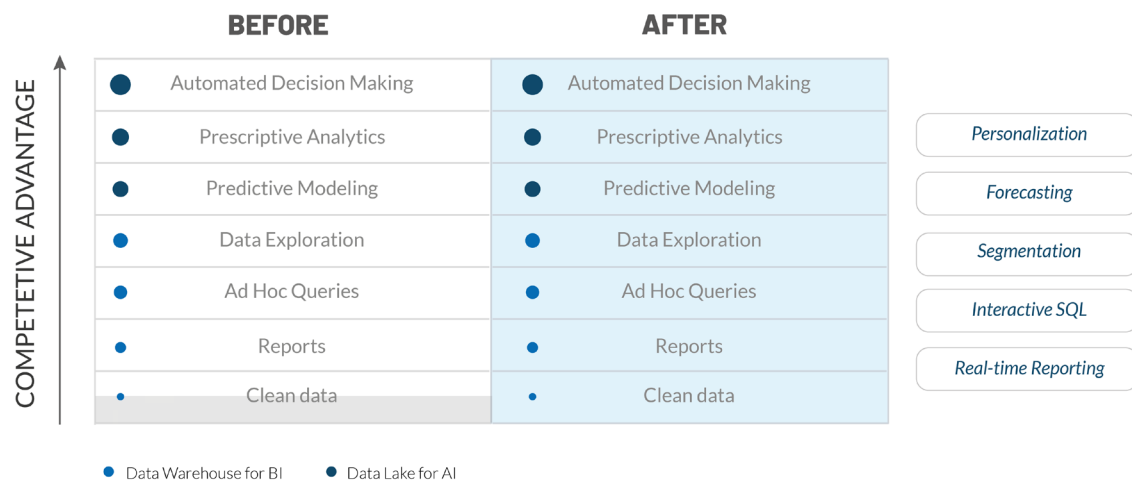 BEFORE
AFTER
COMPETETIVE ADVANTAGE
Automated Decision Making
Automated Decision Making
Prescriptive Analytics
Prescriptive Analytics
Personalization
Predictive Modeling
Predictive Modeling
Forecasting
Data Exploration
Data Exploration
Segmentation
Ad Hoc Queries
Ad Hoc Queries
Interactive SQL
Reports
Reports
Real-time Reporting
Clean data
Clean data
Data Warehouse for BI
Data Lake for AI